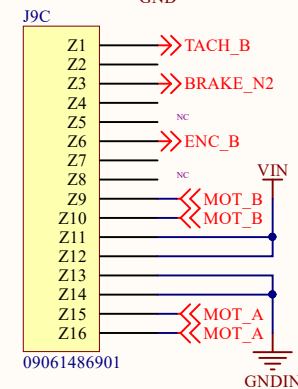 GND
J9C
Z1 TACH_B
Z2
Z3 BRAKE_N2
Z4
Z5 NC
Z6 ENC_B
Z7
Z8 NC
VIN
Z9 MOT_B
Z10 MOT_B
Z11
Z12
Z13
Z14
Z15 MOT_A
Z16 MOT_A
09061486901
GNDIN